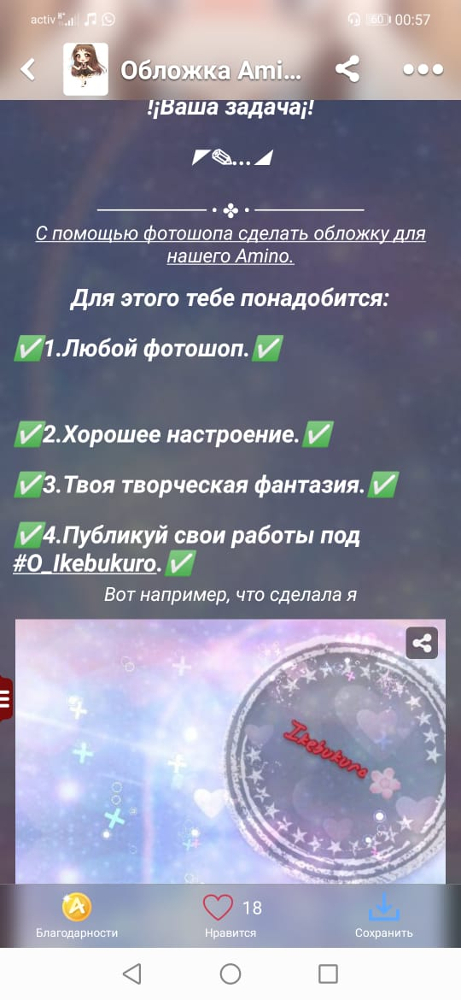 activ H+ 60 00:57
Обложка Ami...
!¡Ваша задача¡!
◤✎...◢
С помощью фотошопа сделать обложку для
нашего Amino.
Для этого тебе понадобится:
✅1.Любой фотошоп.✅
✅2.Хорошее настроение.✅
✅3.Твоя творческая фантазия.✅
✅4.Публикуй свои работы под
#O_Ikebukuro.✅
Вот например, что сделала я
Ikebukuro
18
Благодарности Нравится Сохранить